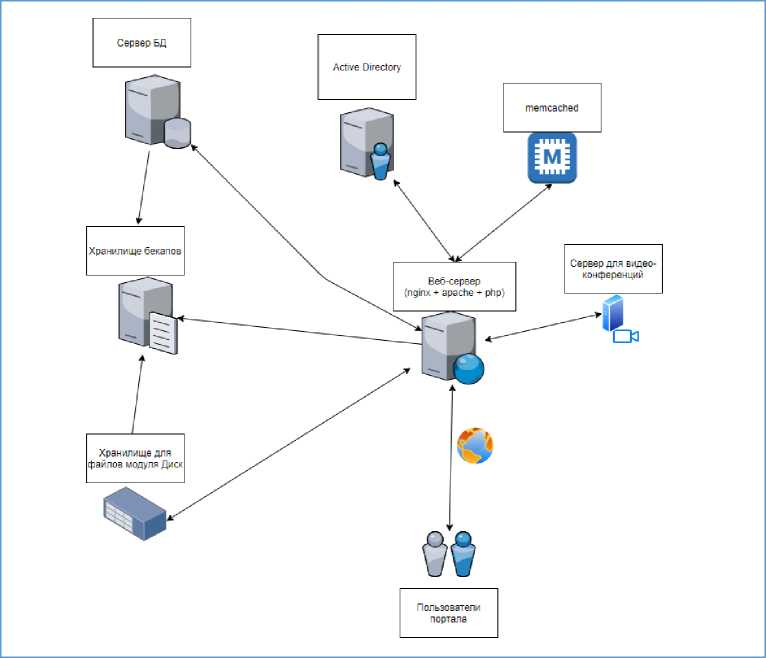 Сервер БД
Active Directory
memcached
M
Хранилище бекапов
Веб-сервер
(nginx + apache + php)
Сервер для видео-
конференций
Хранилище для
файлов модуля Диск
Пользователи
портала